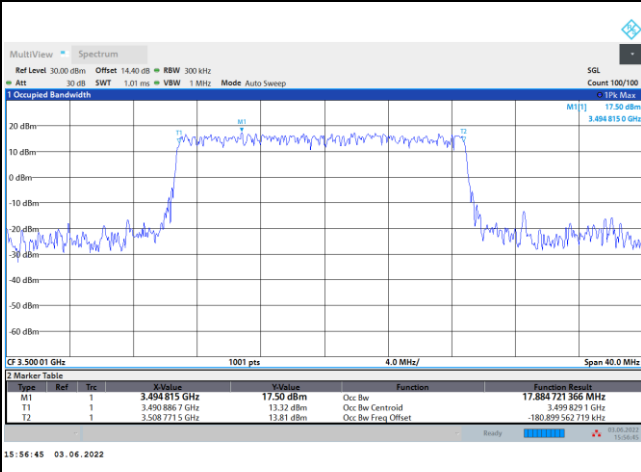 MultiView Spectrum
Ref Level 30.00 dBm Offset 14.40 dB RBW 300 kHz SGL
Att 30 dB SWT 1.01 ms VBW 1 MHz Mode Auto Sweep Count 100/100
1 Occupied Bandwidth 1Pk Max
M1[1] 17.50 dBm
3.494 815 0 GHz
M1
T1 T2
20 dBm
10 dBm
0 dBm
-10 dBm
-20 dBm
-30 dBm
-40 dBm
-50 dBm
-60 dBm
CF 3.500 01 GHz 1001 pts 4.0 MHz/ Span 40.0 MHz
2 Marker Table
Type Ref Trc X-Value Y-Value Function Function Result
M1 1 3.494 815 GHz 17.50 dBm Occ Bw 17.884 721 366 MHz
T1 1 3.490 886 7 GHz 13.32 dBm Occ Bw Centroid 3.499 829 1 GHz
T2 1 3.508 771 5 GHz 13.81 dBm Occ Bw Freq Offset -180.899 562 719 kHz
Ready 03.06.2022
15:56:45
15:56:45 03.06.2022